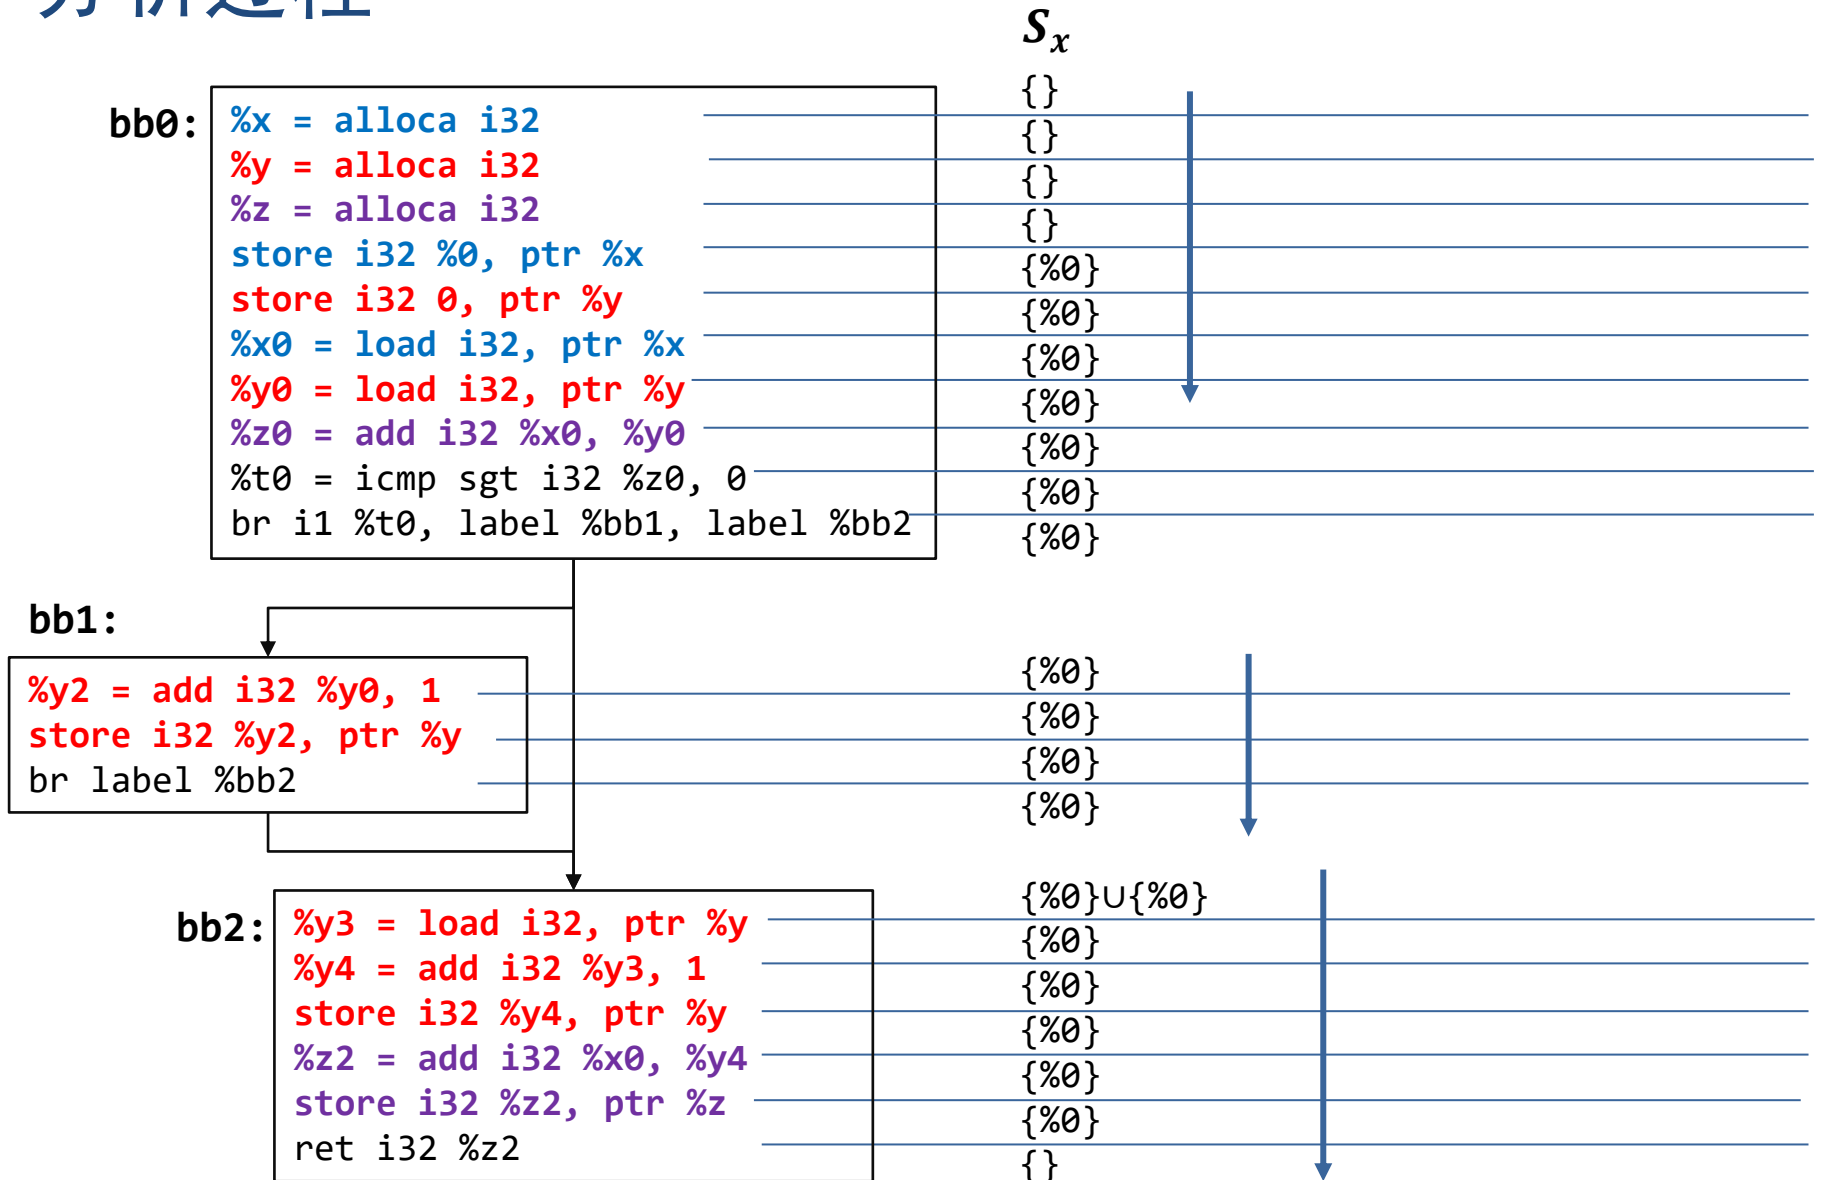 分析过程
Sx
bb0:
%x = alloca i32
%y = alloca i32
%z = alloca i32
store i32 %0, ptr %x
store i32 0, ptr %y
%x0 = load i32, ptr %x
%y0 = load i32, ptr %y
%z0 = add i32 %x0, %y0
%t0 = icmp sgt i32 %z0, 0
br i1 %t0, label %bb1, label %bb2
{}
{}
{}
{}
{%0}
{%0}
{%0}
{%0}
{%0}
{%0}
{%0}
bb1:
%y2 = add i32 %y0, 1
store i32 %y2, ptr %y
br label %bb2
{%0}
{%0}
{%0}
{%0}
bb2:
%y3 = load i32, ptr %y
%y4 = add i32 %y3, 1
store i32 %y4, ptr %y
%z2 = add i32 %x0, %y4
store i32 %z2, ptr %z
ret i32 %z2
{%0}∪{%0}
{%0}
{%0}
{%0}
{%0}
{%0}
{}